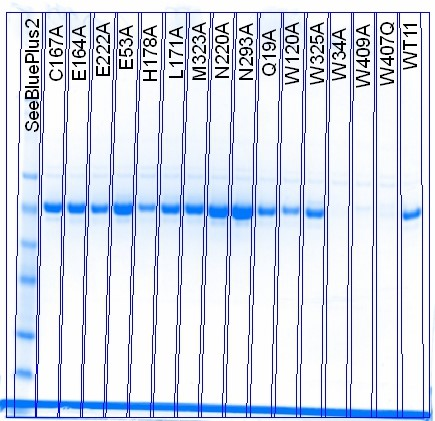 SeeBluePlus2
C167A
E164A
E222A
E53A
H178A
L171A
M323A
N220A
N293A
Q19A
W120A
W325A
W34A
W409A
W407Q
WT11